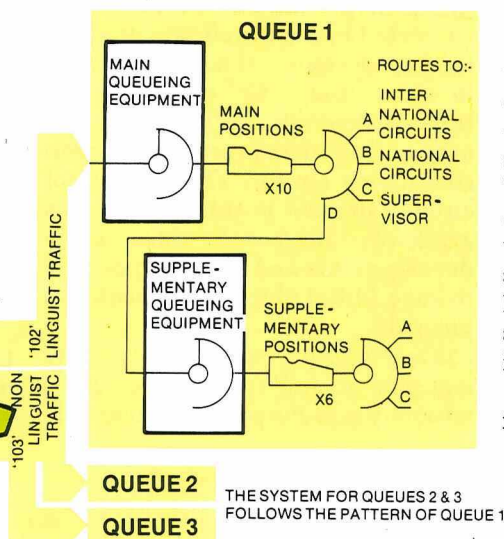 QUEUE 1
MAIN
QUEUEING
EQUIPMENT
MAIN
POSITIONS
X10
ROUTES TO:-
INTER
A NATIONAL
CIRCUITS
B NATIONAL
CIRCUITS
C SUPER-
VISOR
D
SUPPLE-
MENTARY
QUEUEING
EQUIPMENT
SUPPLE-
MENTARY
POSITIONS
X6
A
B
C
'102'
LINGUIST TRAFFIC
'103' NON
LINGUIST
TRAFFIC
QUEUE 2
QUEUE 3
THE SYSTEM FOR QUEUES 2 & 3
FOLLOWS THE PATTERN OF QUEUE 1